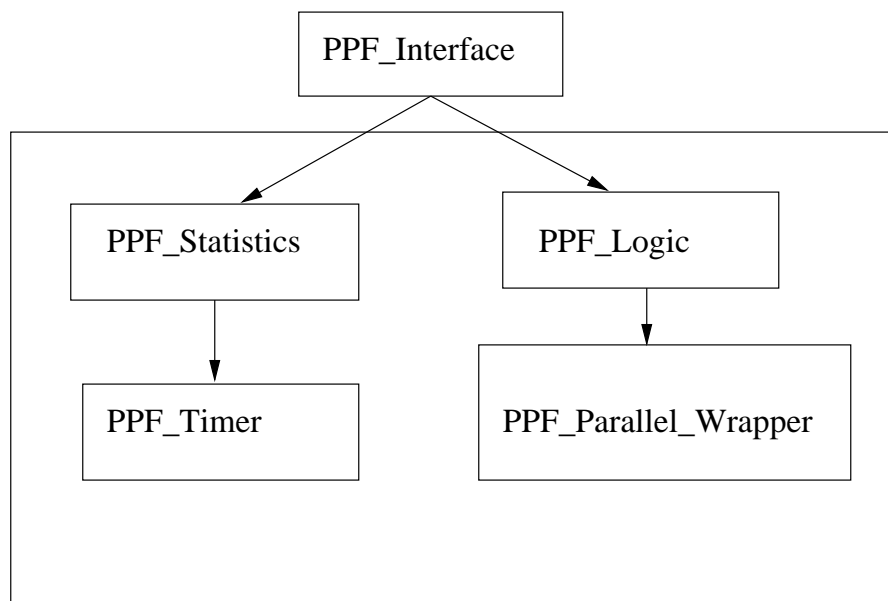 PPF_Interface
PPF_Statistics
PPF_Logic
PPF_Timer
PPF_Parallel_Wrapper